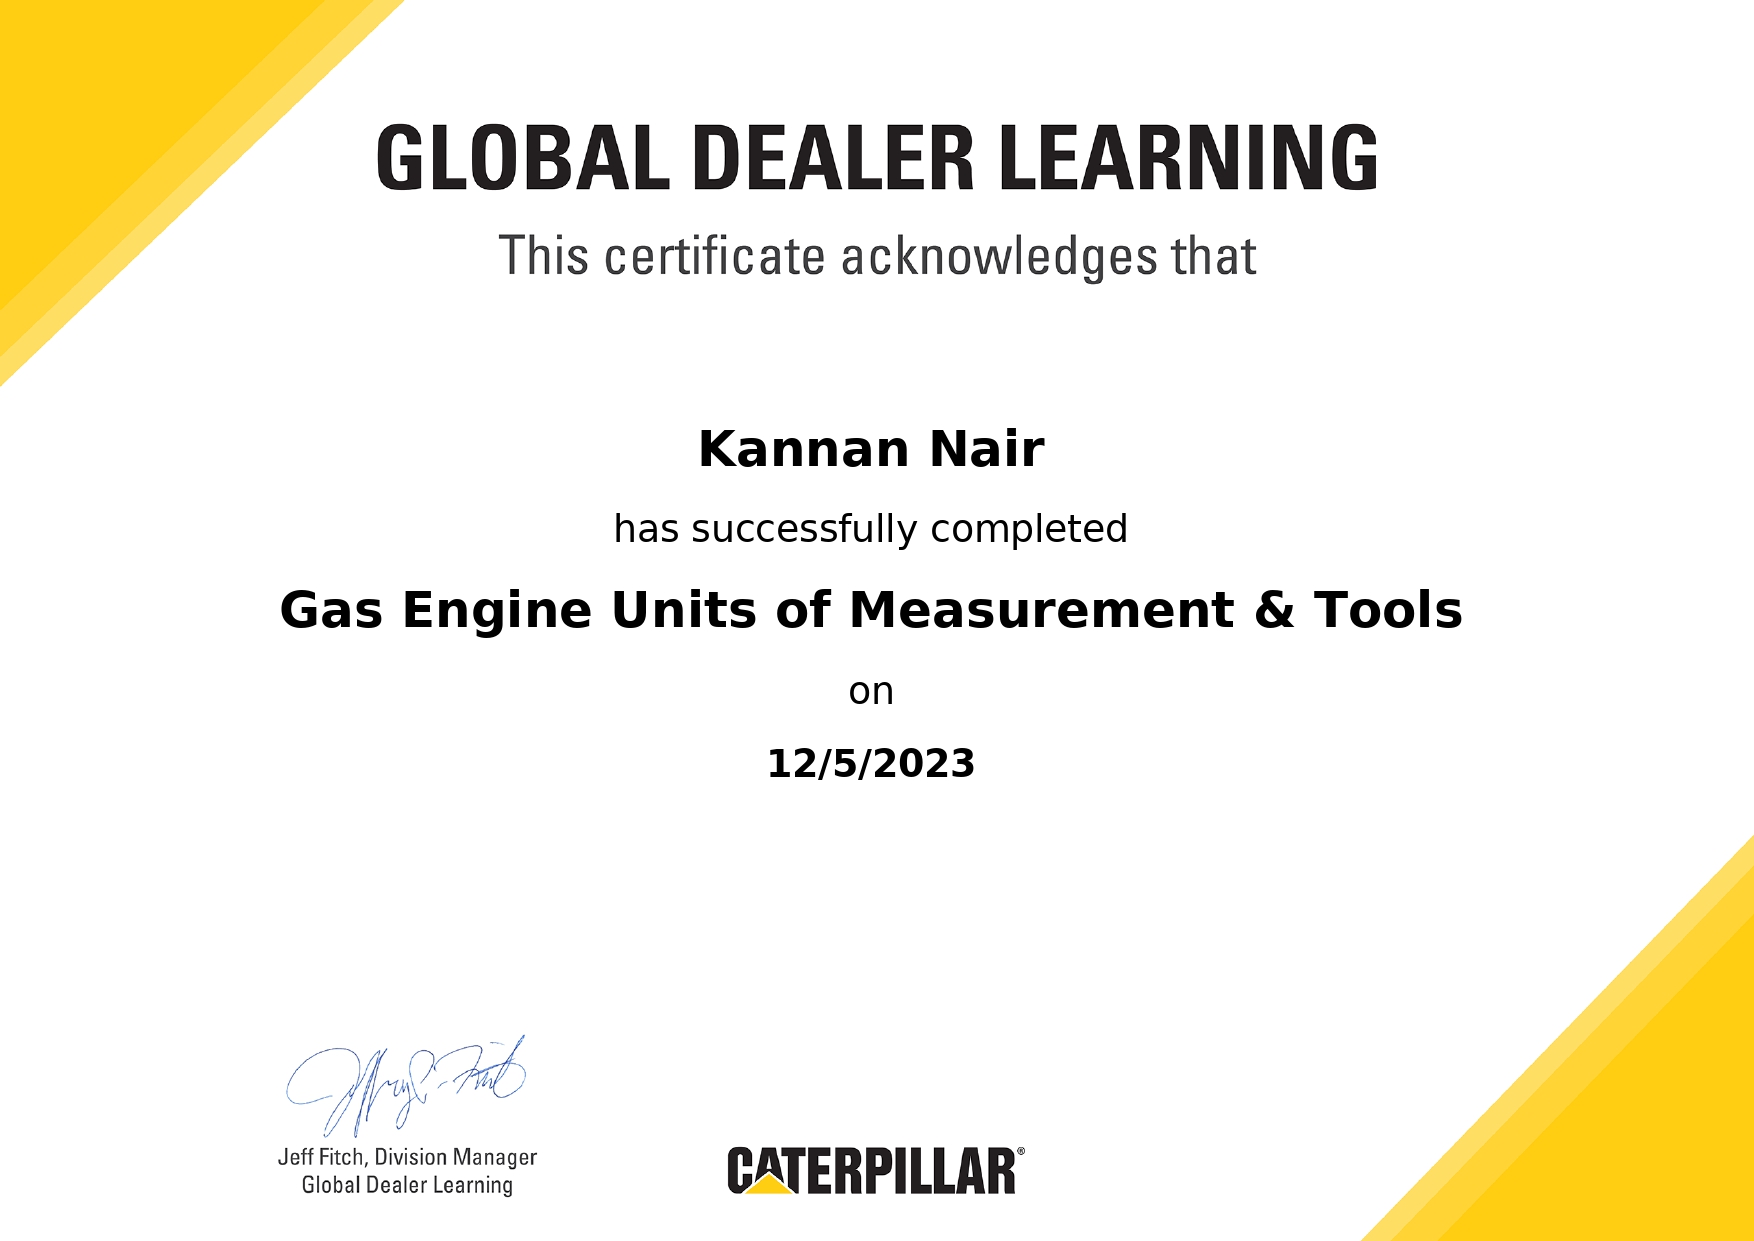 GLOBAL DEALER LEARNING
This certificate acknowledges that
Kannan Nair
has successfully completed
Gas Engine Units of Measurement & Tools
on
12/5/2023
Jeff Fitch, Division Manager
Global Dealer Learning
CATERPILLAR®